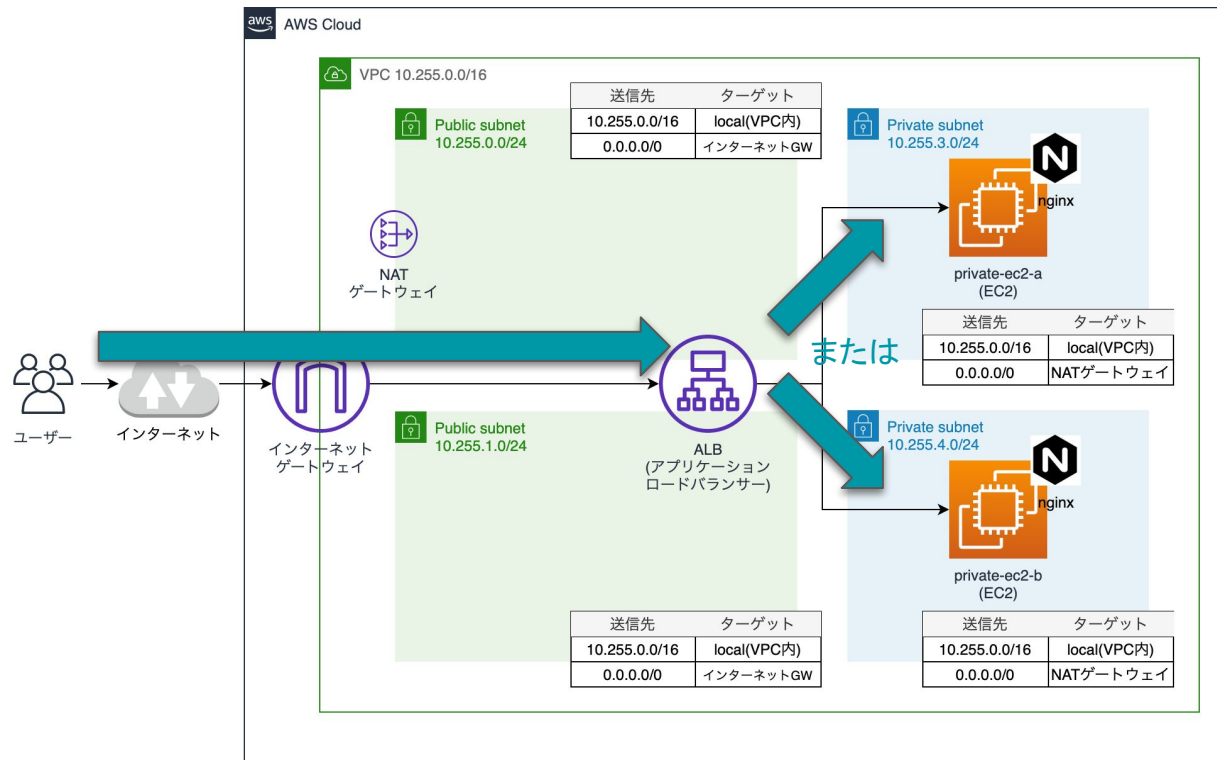 aws
AWS Cloud
VPC 10.255.0.0/16
Public subnet
10.255.0.0/24
送信先 ターゲット
10.255.0.0/16 local(VPC内)
0.0.0.0/0 インターネットGW
Private subnet
10.255.3.0/24
N
nginx
private-ec2-a
(EC2)
NAT
ゲートウェイ
送信先 ターゲット
10.255.0.0/16 local(VPC内)
0.0.0.0/0 NATゲートウェイ
または
ユーザー
インターネット
インターネット
ゲートウェイ
Public subnet
10.255.1.0/24
ALB
(アプリケーション
ロードバランサー)
Private subnet
10.255.4.0/24
N
nginx
private-ec2-b
(EC2)
送信先 ターゲット
10.255.0.0/16 local(VPC内)
0.0.0.0/0 インターネットGW
送信先 ターゲット
10.255.0.0/16 local(VPC内)
0.0.0.0/0 NATゲートウェイ